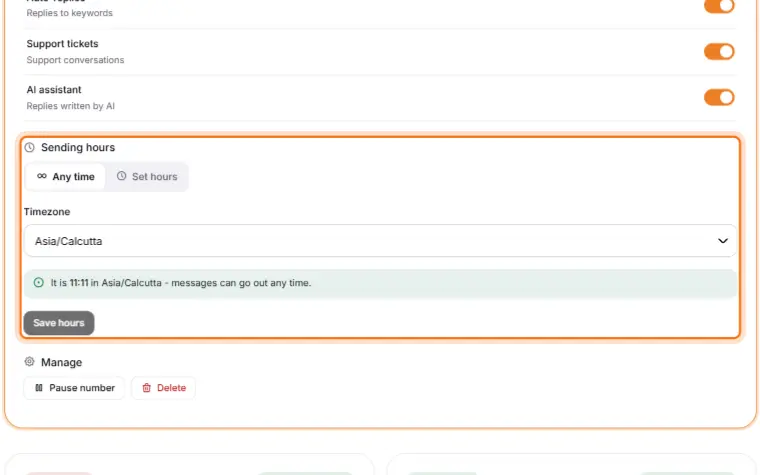 Replies to keywords
Support tickets
Support conversations
AI assistant
Replies written by AI
Sending hours
Any time
Set hours
Timezone
Asia/Calcutta
It is 11:11 in Asia/Calcutta - messages can go out any time.
Save hours
Manage
Pause number
Delete